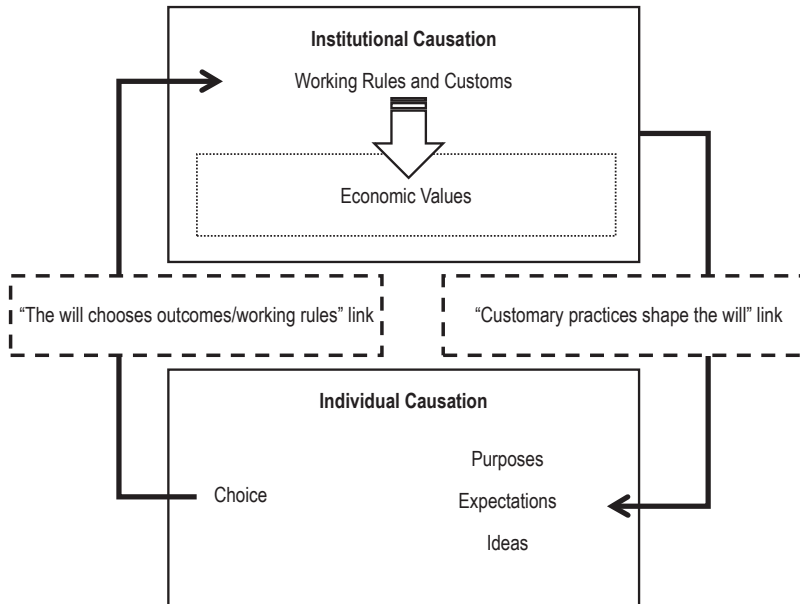 Institutional Causation
Working Rules and Customs
Economic Values
“The will chooses outcomes/working rules” link
“Customary practices shape the will” link
Individual Causation
Purposes
Choice
Expectations
Ideas